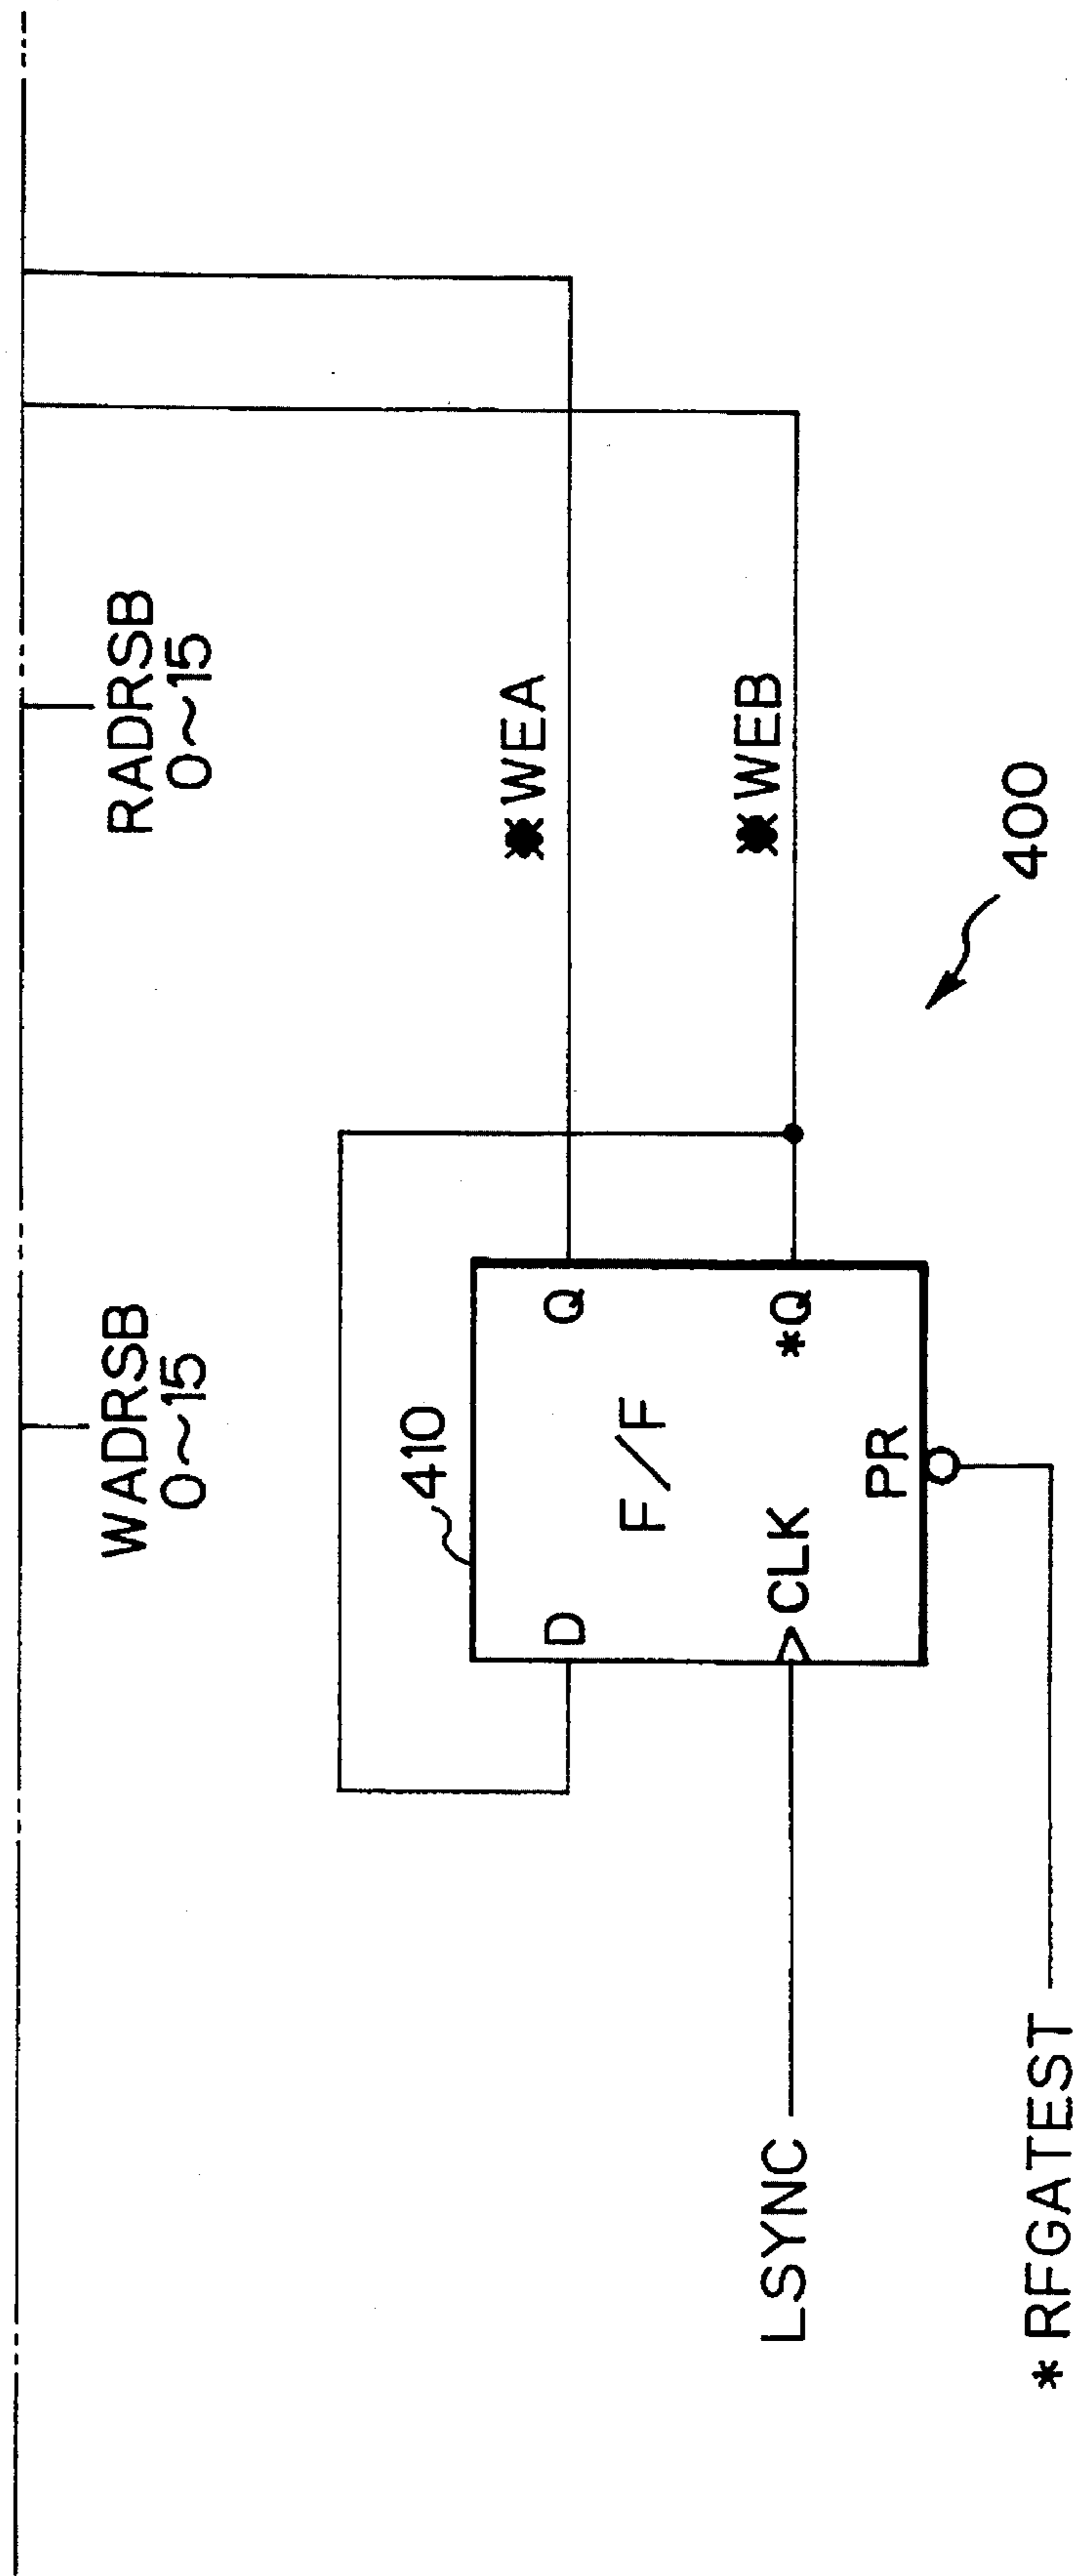 WADRSB
0~15
RADRSB
0~15
410
D
Q
F/F
*WEA
LSYNC
CLK
*Q
*WEB
PR
*RFGATEST
400